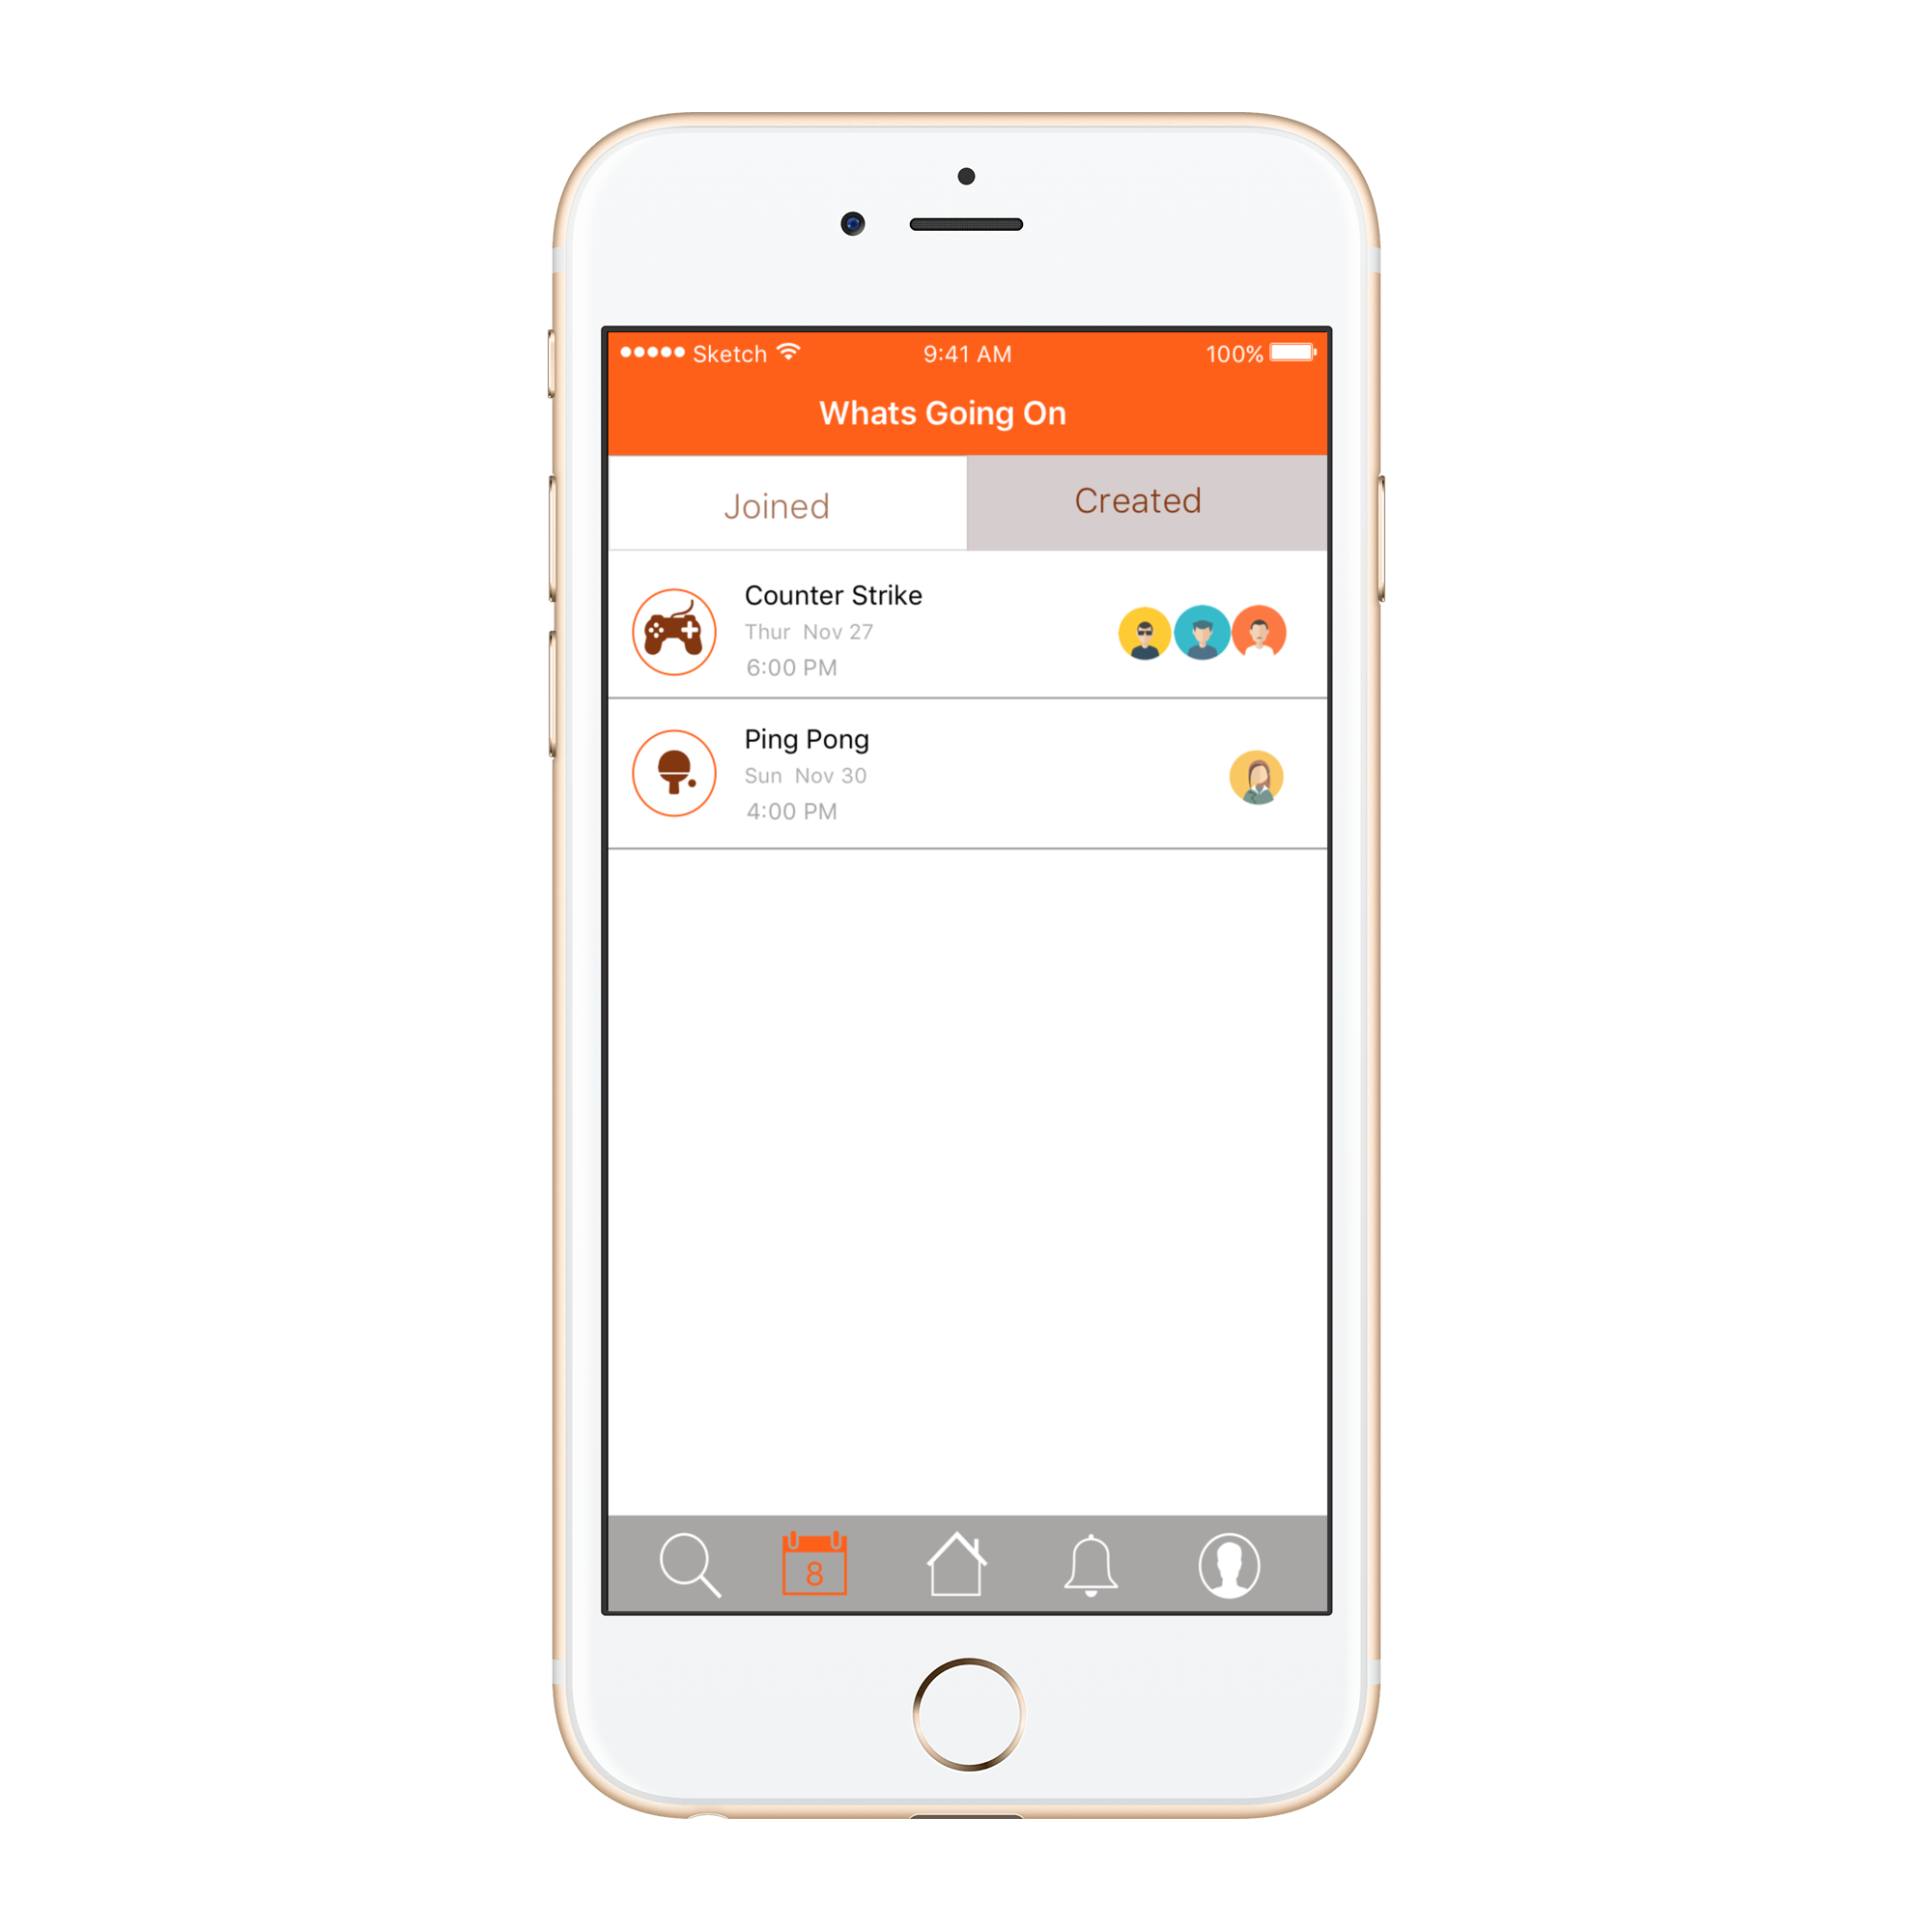 Sketch 9:41 AM 100%
Whats Going On
Joined Created
Counter Strike
Thur Nov 27
6:00 PM
Ping Pong
Sun Nov 30
4:00 PM
8